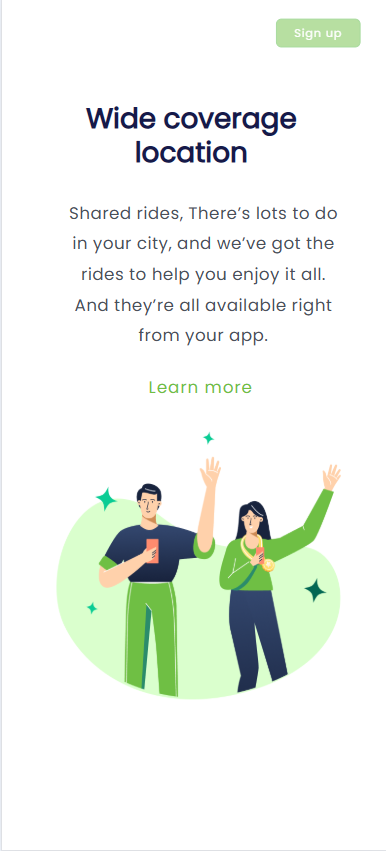 Sign up
Wide coverage
location
Shared rides, There’s lots to do
in your city, and we’ve got the
rides to help you enjoy it all.
And they’re all available right
from your app.
Learn more